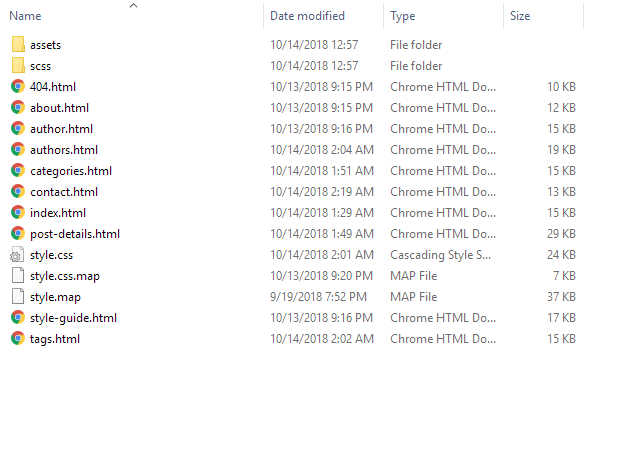 Name Date modified Type Size
assets 10/14/2018 12:57 File folder
scss 10/14/2018 12:57 File folder
404.html 10/13/2018 9:15 PM Chrome HTML Do... 10 KB
about.html 10/13/2018 9:15 PM Chrome HTML Do... 12 KB
author.html 10/13/2018 9:16 PM Chrome HTML Do... 15 KB
authors.html 10/14/2018 2:04 AM Chrome HTML Do... 19 KB
categories.html 10/14/2018 1:51 AM Chrome HTML Do... 15 KB
contact.html 10/14/2018 2:19 AM Chrome HTML Do... 13 KB
index.html 10/14/2018 1:29 AM Chrome HTML Do... 15 KB
post-details.html 10/14/2018 1:49 AM Chrome HTML Do... 29 KB
style.css 10/14/2018 2:01 AM Cascading Style S... 24 KB
style.css.map 10/13/2018 9:20 PM MAP File 7 KB
style.map 9/19/2018 7:52 PM MAP File 37 KB
style-guide.html 10/13/2018 9:16 PM Chrome HTML Do... 17 KB
tags.html 10/14/2018 2:02 AM Chrome HTML Do... 15 KB